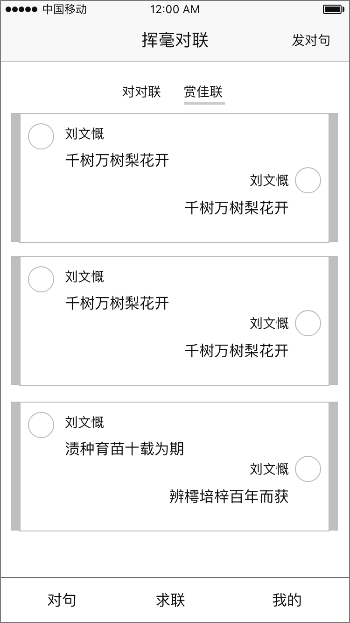 中国移动 12:00 AM
挥毫对联 发对句
对对联 赏佳联
刘文慨
千树万树梨花开
刘文慨
千树万树梨花开
刘文慨
千树万树梨花开
刘文慨
千树万树梨花开
刘文慨
渍种育苗十载为期
刘文慨
辨樗培梓百年而获
对句 求联 我的